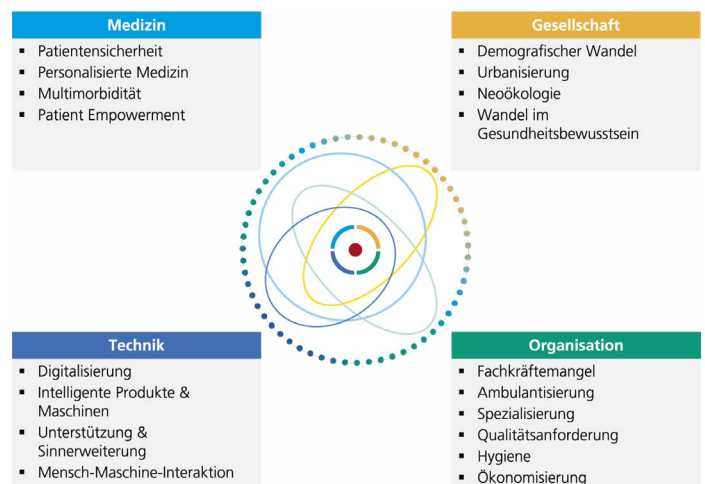 Medizin
▪ Patientensicherheit
▪ Personalisierte Medizin
▪ Multimorbidität
▪ Patient Empowerment
Gesellschaft
▪ Demografischer Wandel
▪ Urbanisierung
▪ Neoökologie
▪ Wandel im
Gesundheitsbewusstsein
Technik
▪ Digitalisierung
▪ Intelligente Produkte &
Maschinen
▪ Unterstützung &
Sinnerweiterung
▪ Mensch-Maschine-Interaktion
Organisation
▪ Fachkräftemangel
▪ Ambulantisierung
▪ Spezialisierung
▪ Qualitätsanforderung
▪ Hygiene
▪ Ökonomisierung